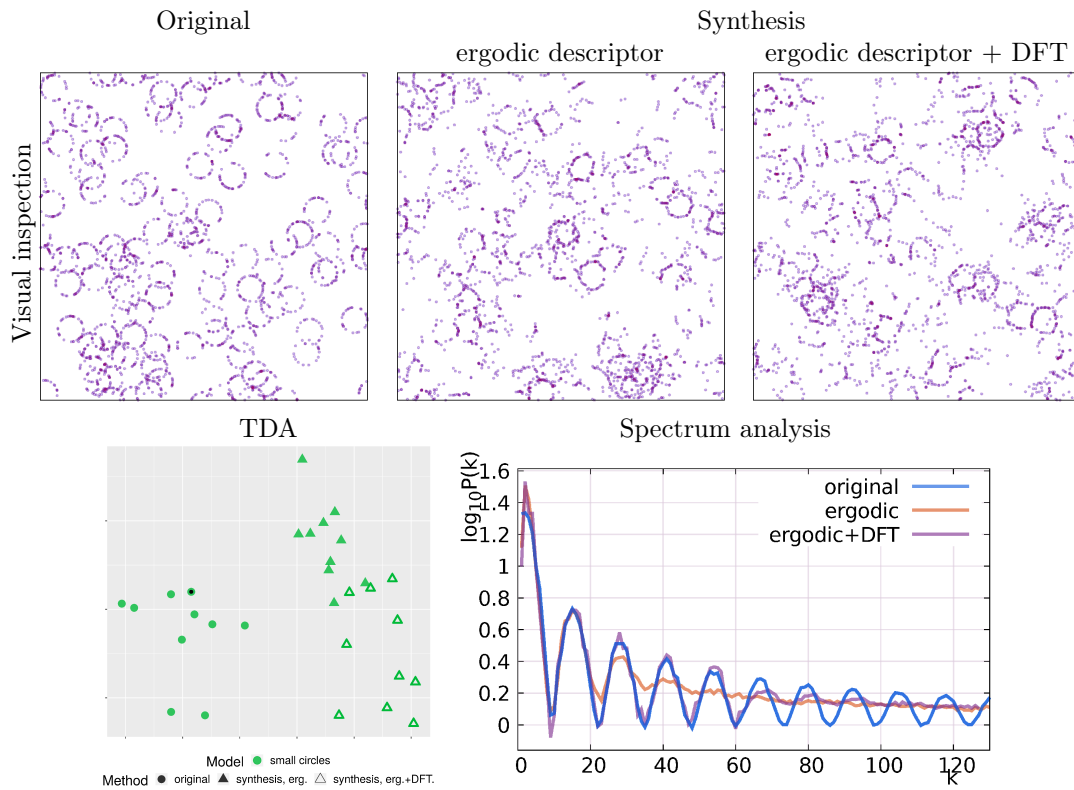 Original
Synthesis
ergodic descriptor
ergodic descriptor + DFT
Visual inspection
TDA
Spectrum analysis
Model small circles
Method original synthesis, erg. synthesis, erg.+DFT.
log10P(k)
1.6
1.4
1.2
1
0.8
0.6
0.4
0.2
0
original
ergodic
ergodic+DFT
0 20 40 60 80 100 120
k